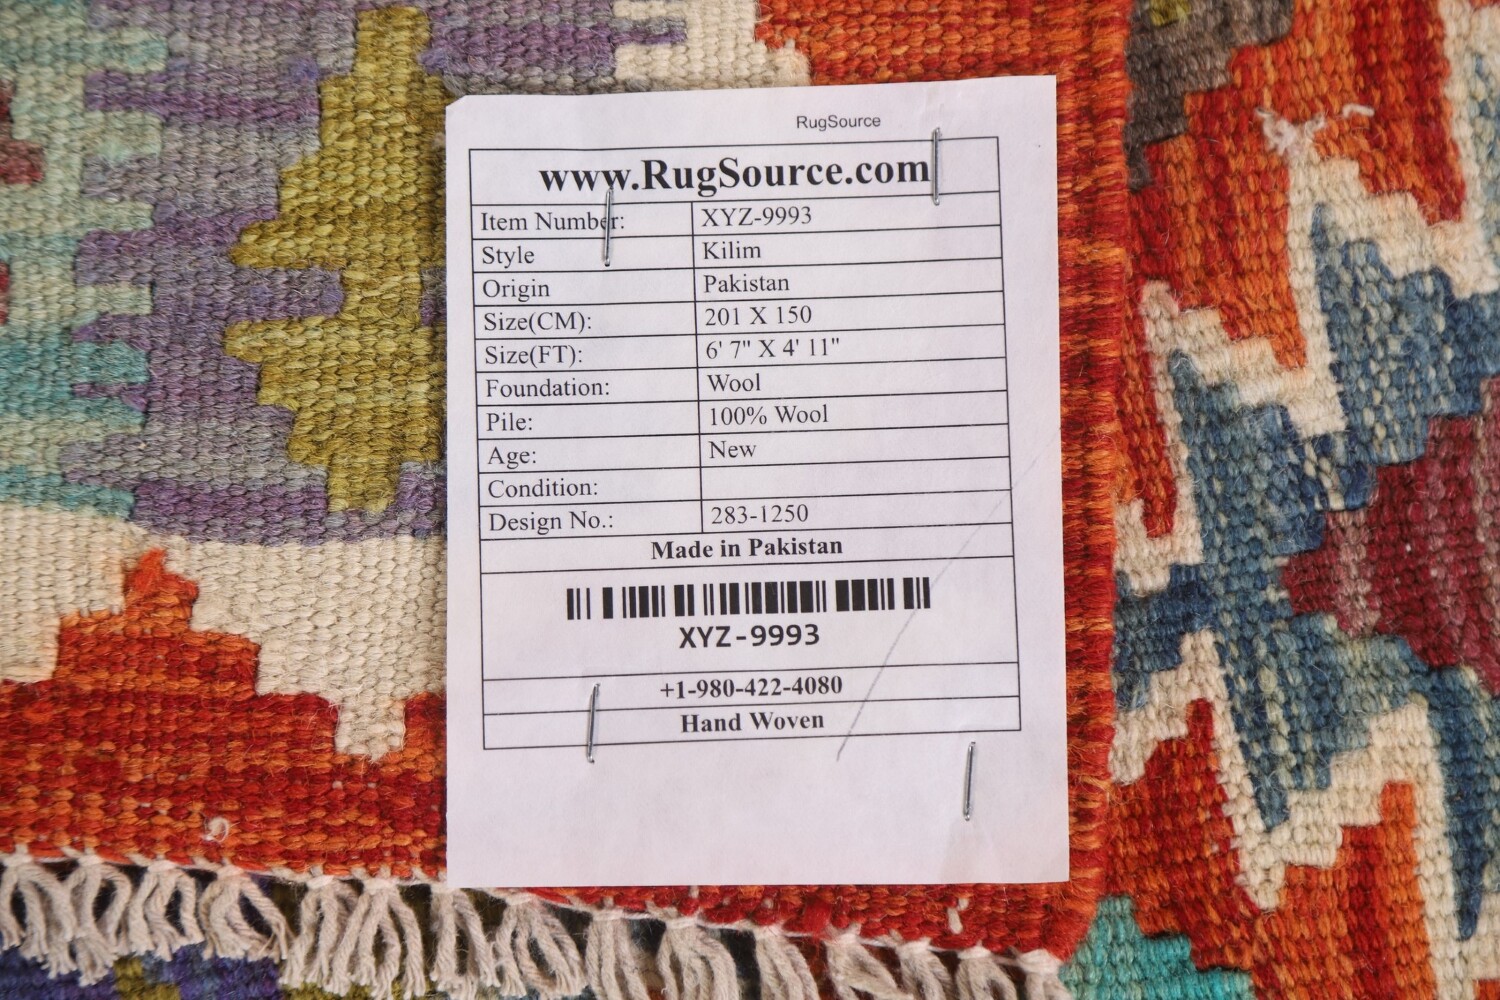 RugSource
www.RugSource.com
Item Number: XYZ-9993
Style Kilim
Origin Pakistan
Size(CM): 201 X 150
Size(FT): 6' 7" X 4' 11"
Foundation: Wool
Pile: 100% Wool
Age: New
Condition:
Design No.: 283-1250
Made in Pakistan
XYZ-9993
+1-980-422-4080
Hand Woven